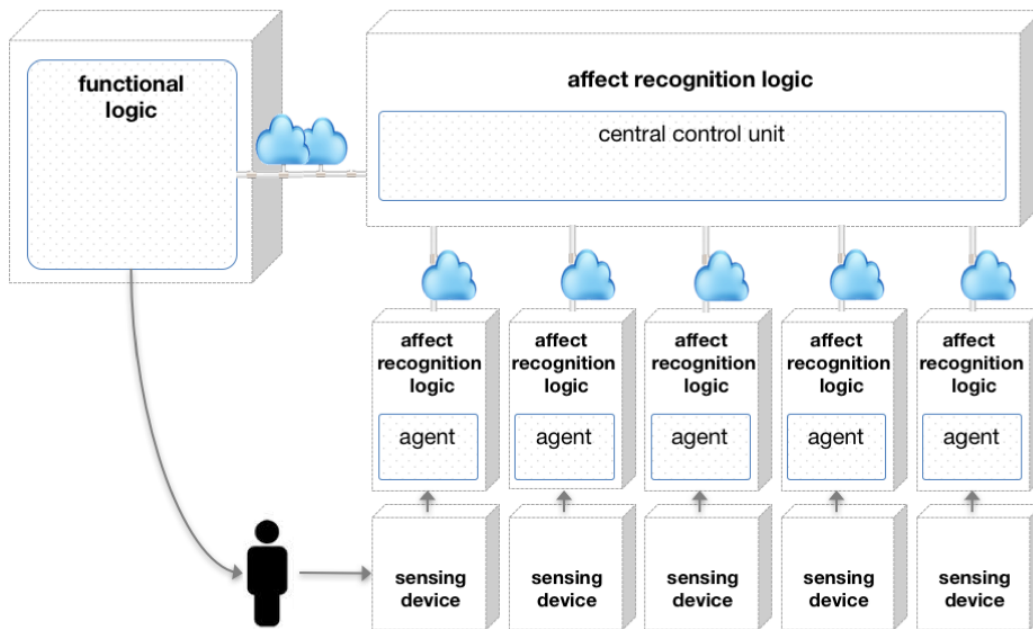 functional
logic
affect recognition logic
central control unit
affect
recognition
logic
agent
affect
recognition
logic
agent
affect
recognition
logic
agent
affect
recognition
logic
agent
affect
recognition
logic
agent
sensing
device
sensing
device
sensing
device
sensing
device
sensing
device